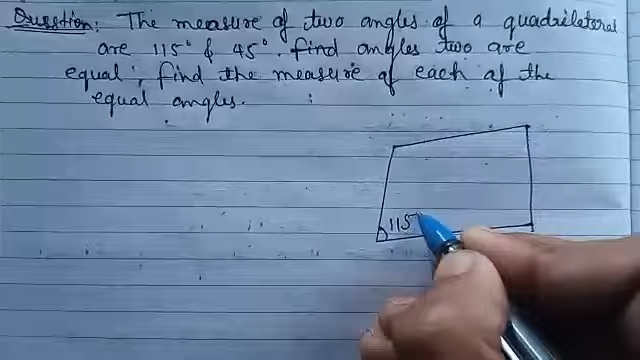 Question: The measure of two angles of a quadrilateral
are 115° & 45°. find angles two are
equal, find the measure of each of the
equal angles.
115°